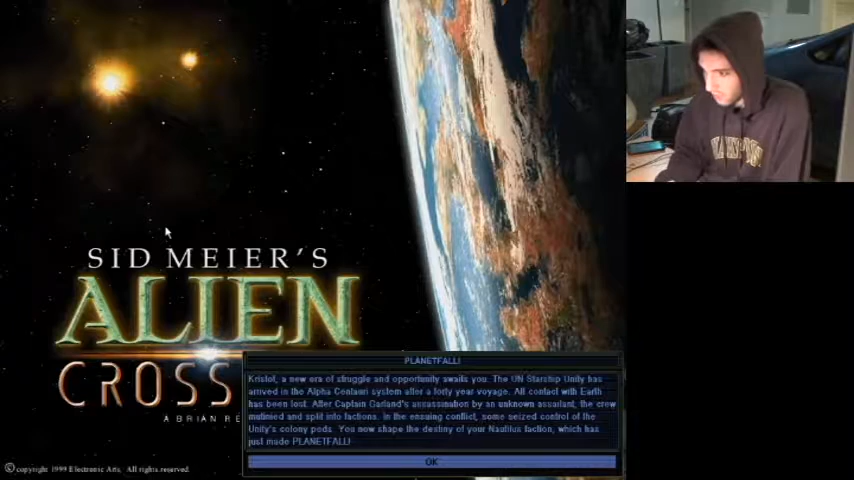 SID MEIER'S
ALIEN
CROSS
A BRIAN RE
PLANETFALL!
Kristof, a new era of struggle and opportunity awaits you. The UN Starship Unity has
arrived in the Alpha Centauri system after a forty year voyage. All contact with Earth
has been lost. After Captain Garland's assassination by an unknown assailant, the crew
mutinied and split into factions. In the ensuing conflict, some seized control of the
Unity's colony pods. You now shape the destiny of your Nautilus faction, which has
just made PLANETFALL!
OK
© copyright 1999 Electronic Arts, All rights reserved.